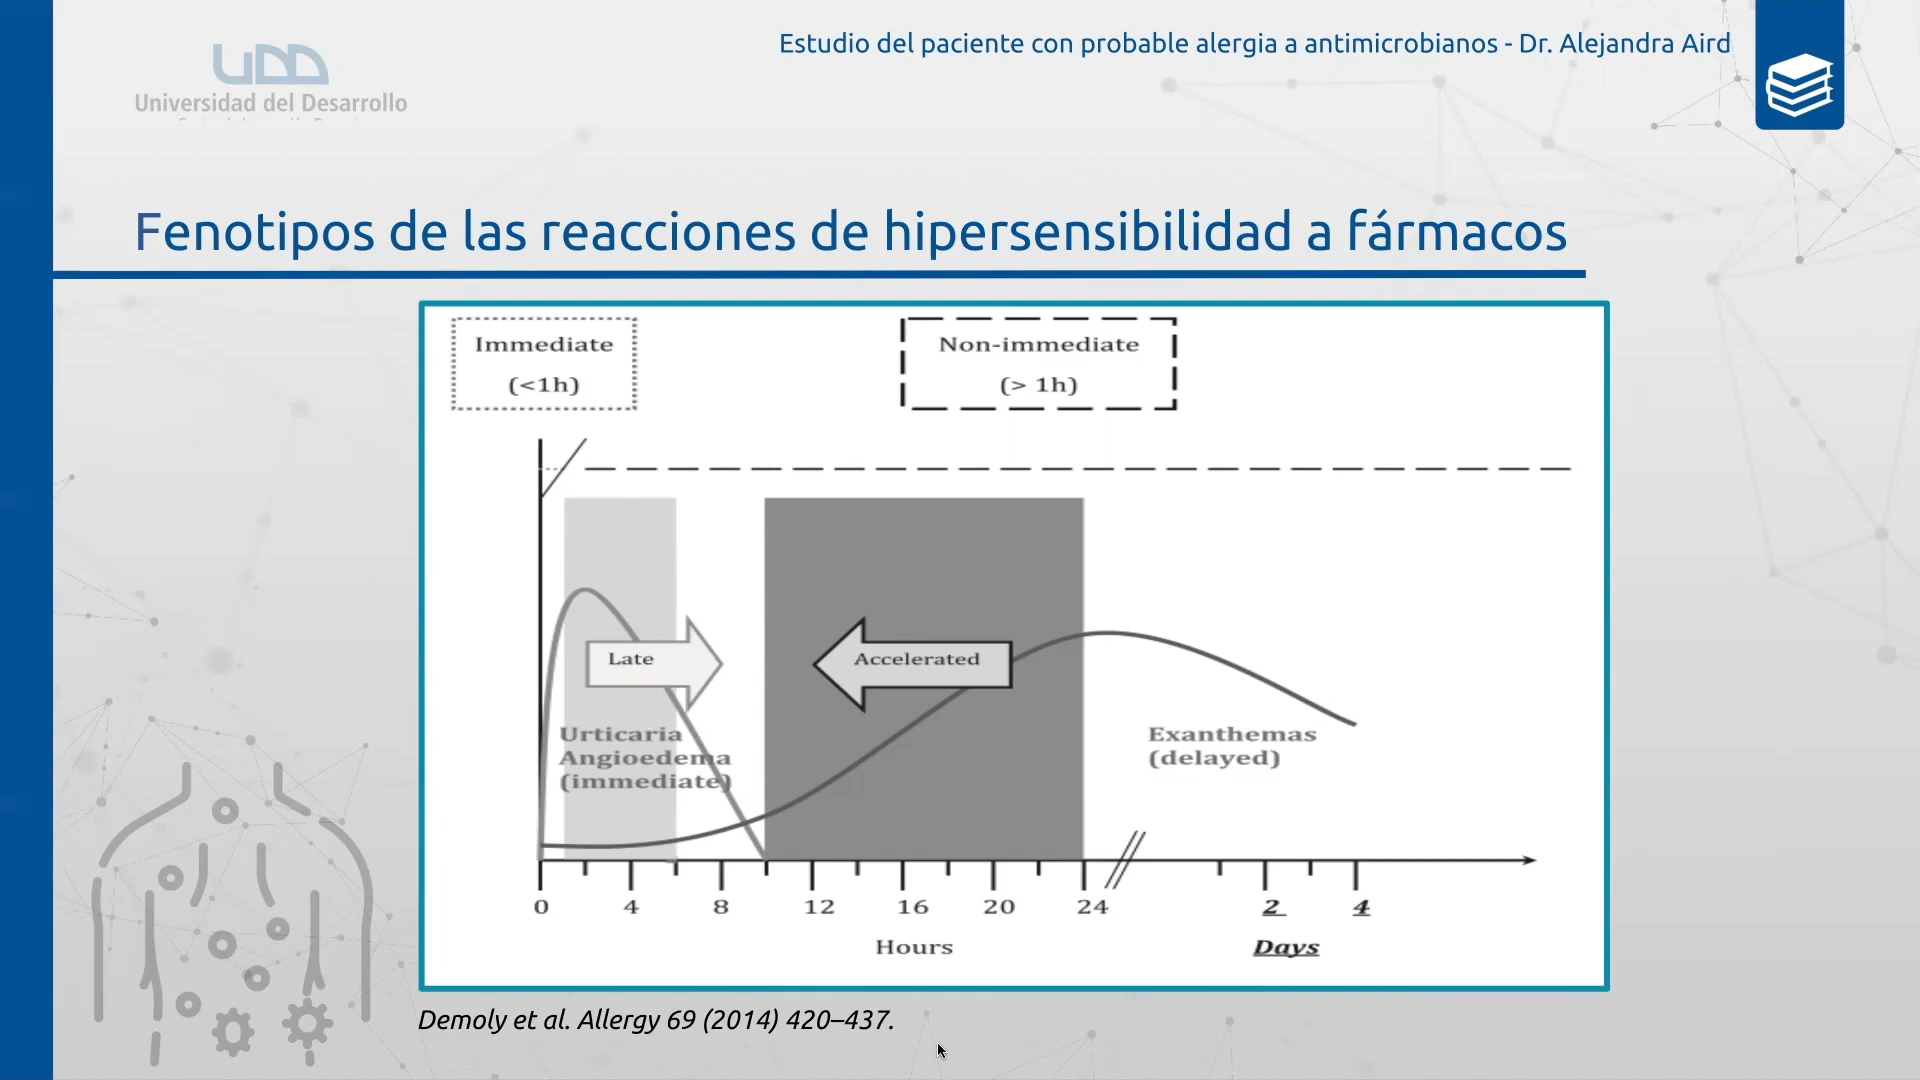 Estudio del paciente con probable alergia a antimicrobianos - Dr. Alejandra Aird
UDD
Universidad del Desarrollo
Fenotipos de las reacciones de hipersensibilidad a fármacos
Immediate
(<1h)
Non-immediate
(> 1h)
Late
Accelerated
Urticaria
Angioedema
(immediate)
Exanthemas
(delayed)
0 4 8 12 16 20 24 2 4
Hours
Days
Demoly et al. Allergy 69 (2014) 420–437.